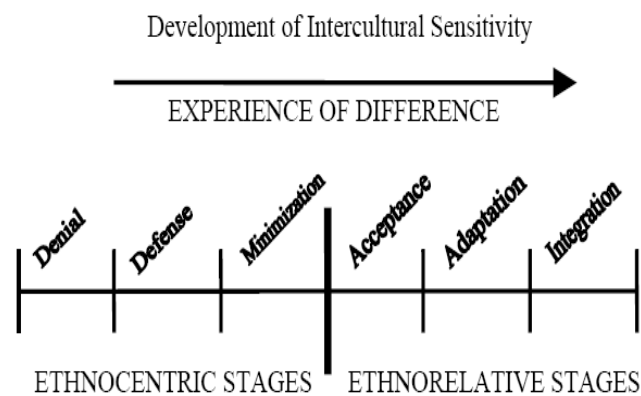 Development of Intercultural Sensitivity
EXPERIENCE OF DIFFERENCE
Denial
Defense
Minimization
Acceptance
Adaptation
Integration
ETHNOCENTRIC STAGES
ETHNORELATIVE STAGES